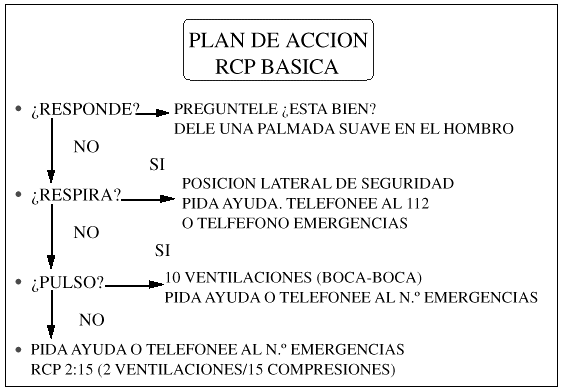 PLAN DE ACCION
RCP BASICA
• ¿RESPONDE?
PREGUNTELE ¿ESTA BIEN?
DELE UNA PALMADA SUAVE EN EL HOMBRO
NO
SI
• ¿RESPIRA?
POSICION LATERAL DE SEGURIDAD
PIDA AYUDA. TELEFONEE AL 112
O TELFEFONO EMERGENCIAS
NO
SI
• ¿PULSO?
10 VENTILACIONES (BOCA-BOCA)
PIDA AYUDA O TELEFONEE AL N.º EMERGENCIAS
NO
• PIDA AYUDA O TELEFONEE AL N.º EMERGENCIAS
RCP 2:15 (2 VENTILACIONES/15 COMPRESIONES)